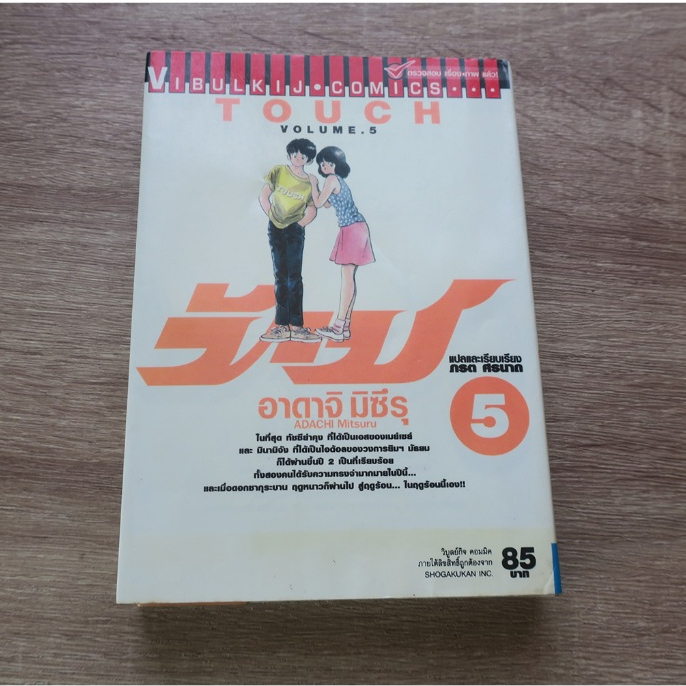 VIBULKIJ•COMICS•••
ตรวจสอบ เรื่อง•ภาพ แล้ว
TOUCH
VOLUME.5
รัน
แปลและเรียบเรียง
ภรต ศิรนาถ
อาดาจิ มิซึรุ
ADACHI Mitsuru
5
ในที่สุด ทัชซึล่าคุง ที่ได้เป็นเอสของเมย์เซย์
และ มินามิจัง ที่ได้เป็นไอดอลของวงการยิมฯ มัธยม
ก็ได้ผ่านขึ้นปี 2 เป็นที่เรียบร้อย
ทั้งสองคนได้รับความทรงจำมากมายในปีนี้...
และเมื่อดอกซากุระบาน ฤดูหนาวก็ผ่านไป สู่ฤดูร้อน... ในฤดูร้อนนี้เอง!!
วิบูลย์กิจ คอมมิค
ภายใต้ลิขสิทธิ์ถูกต้องจาก
SHOGAKUKAN INC.
85
บาท